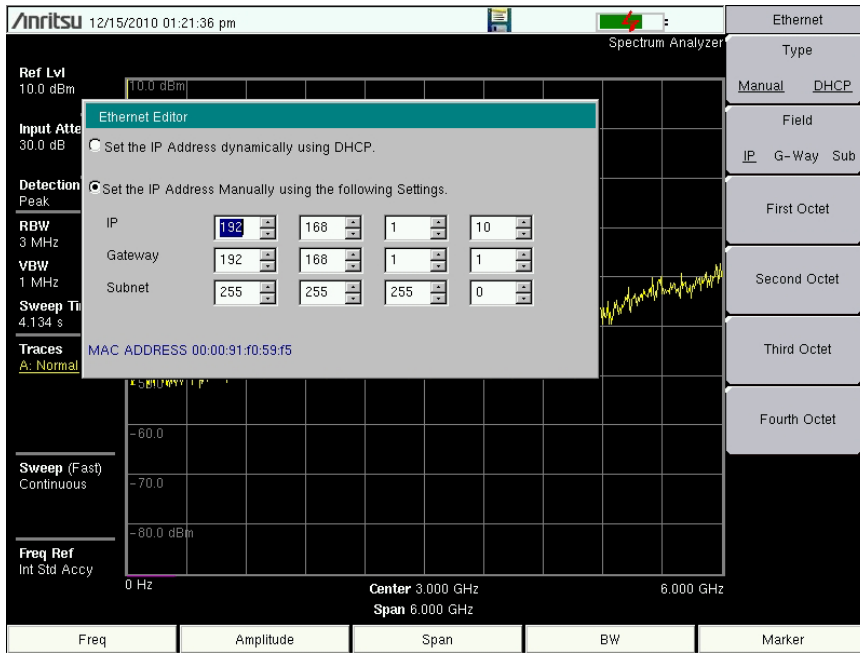 Anritsu 12/15/2010 01:21:36 pm
Spectrum Analyzer
Ref Lvl
10.0 dBm
Input Atte
30.0 dB
Detection
Peak
RBW
3 MHz
VBW
1 MHz
Sweep Ti
4.134 s
Traces
A: Normal
Sweep (Fast)
Continuous
Freq Ref
Int Std Accy
10.0 dBm
Ethernet Editor
Set the IP Address dynamically using DHCP.
Set the IP Address Manually using the following Settings.
IP 192 168 1 10
Gateway 192 168 1 1
Subnet 255 255 255 0
MAC ADDRESS 00:00:91:f0:59:f5
-60.0
-70.0
-80.0 dBm
0 Hz
Center 3.000 GHz
6.000 GHz
Span 6.000 GHz
Ethernet
Type
Manual DHCP
Field
IP G-Way Sub
First Octet
Second Octet
Third Octet
Fourth Octet
Freq Amplitude Span BW Marker